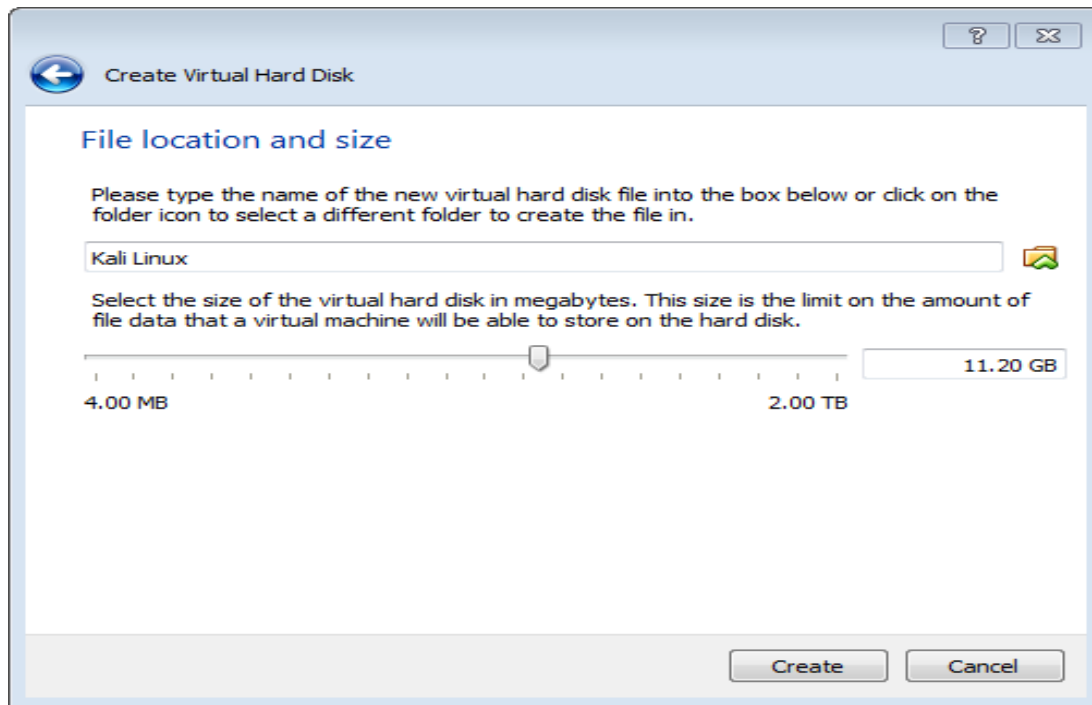 Create Virtual Hard Disk
File location and size
Please type the name of the new virtual hard disk file into the box below or click on the
folder icon to select a different folder to create the file in.
Kali Linux
Select the size of the virtual hard disk in megabytes. This size is the limit on the amount of
file data that a virtual machine will be able to store on the hard disk.
11.20 GB
4.00 MB
2.00 TB
Create
Cancel